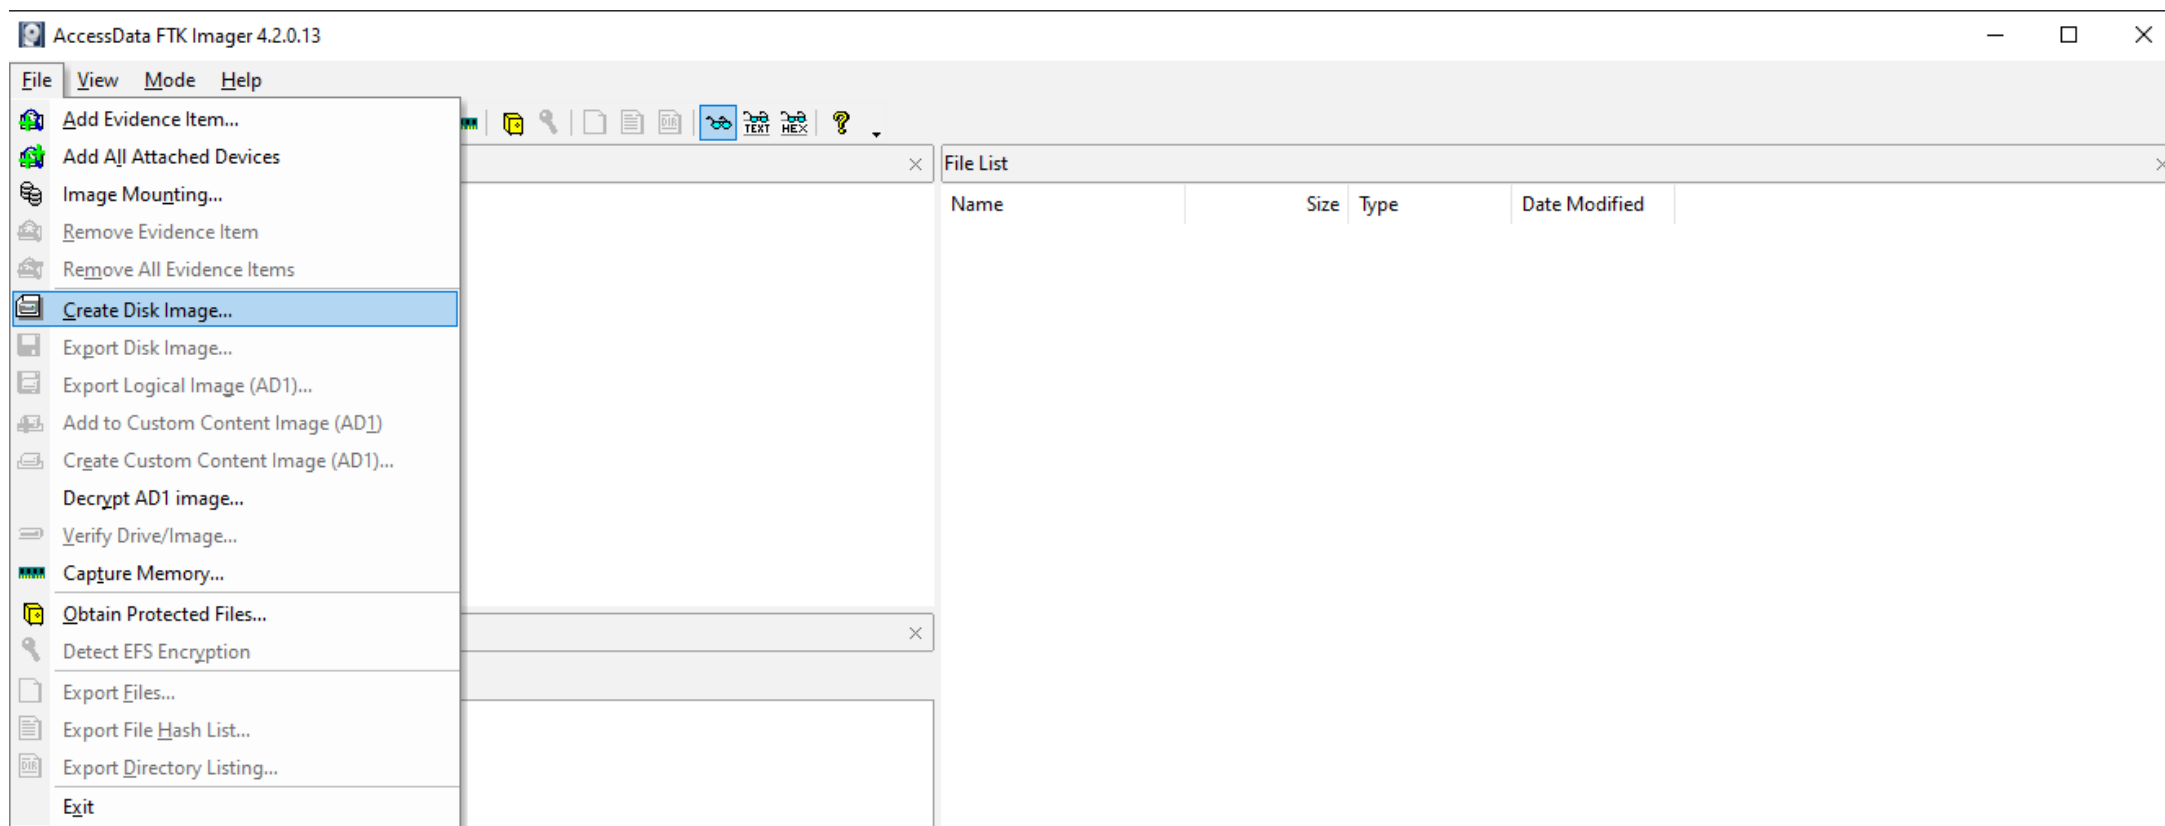 AccessData FTK Imager 4.2.0.13
File View Mode Help
Add Evidence Item...
Add All Attached Devices
Image Mounting...
Remove Evidence Item
Remove All Evidence Items
Create Disk Image...
Export Disk Image...
Export Logical Image (AD1)...
Add to Custom Content Image (AD1)
Create Custom Content Image (AD1)...
Decrypt AD1 image...
Verify Drive/Image...
Capture Memory...
Obtain Protected Files...
Detect EFS Encryption
Export Files...
Export File Hash List...
DIR Export Directory Listing...
Exit
DIR TEXT HEX ?
File List
Name Size Type Date Modified